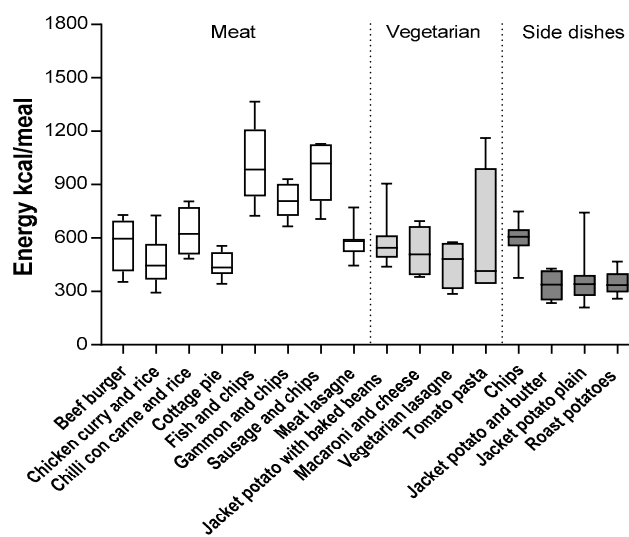 Meat Vegetarian Side dishes
Energy kcal/meal
1800
1500
1200
900
600
300
0
Beef burger
Chicken curry and rice
Chilli con carne and rice
Cottage pie
Fish and chips
Gammon and chips
Sausage and chips
Meat lasagne
Jacket potato with baked beans
Macaroni and cheese
Vegetarian lasagne
Tomato pasta
Chips
Jacket potato and butter
Jacket potato plain
Roast potatoes